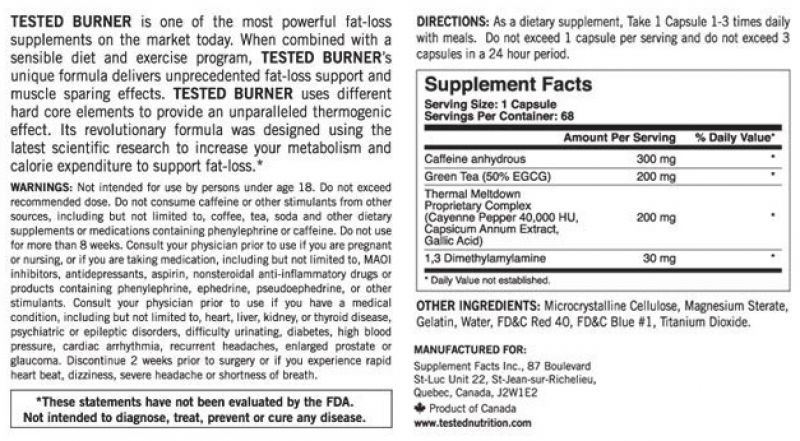 TESTED BURNER is one of the most powerful fat-loss
supplements on the market today. When combined with a
sensible diet and exercise program, TESTED BURNER's
unique formula delivers unprecedented fat-loss support and
muscle sparing effects. TESTED BURNER uses different
hard core elements to provide an unparalleled thermogenic
effect. Its revolutionary formula was designed using the
latest scientific research to increase your metabolism and
calorie expenditure to support fat-loss.*
WARNINGS: Not intended for use by persons under age 18. Do not exceed
recommended dose. Do not consume caffeine or other stimulants from other
sources, including but not limited to, coffee, tea, soda and other dietary
supplements or medications containing phenylephrine or caffeine. Do not use
for more than 8 weeks. Consult your physician prior to use if you are pregnant
or nursing, or if you are taking medication, including but not limited to, MAOI
inhibitors, antidepressants, aspirin, nonsteroidal anti-inflammatory drugs or
products containing phenylephrine, ephedrine, pseudoephedrine, or other
stimulants. Consult your physician prior to use if you have a medical
condition, including but not limited to, heart, liver, kidney, or thyroid disease,
psychiatric or epileptic disorders, difficulty urinating, diabetes, high blood
pressure, cardiac arrhythmia, recurrent headaches, enlarged prostate or
glaucoma. Discontinue 2 weeks prior to surgery or if you experience rapid
heart beat, dizziness, severe headache or shortness of breath.
*These statements have not been evaluated by the FDA.
Not intended to diagnose, treat, prevent or cure any disease.
DIRECTIONS: As a dietary supplement, Take 1 Capsule 1-3 times daily
with meals. Do not exceed 1 capsule per serving and do not exceed 3
capsules in a 24 hour period.
Supplement Facts
Serving Size: 1 Capsule
Servings Per Container: 68
Amount Per Serving % Daily Value*
Caffeine anhydrous 300 mg *
Green Tea (50% EGCG) 200 mg *
Thermal Meltdown
Proprietary Complex
(Cayenne Pepper 40,000 HU, 200 mg *
Capsicum Annum Extract,
Gallic Acid)
1,3 Dimethylamylamine 30 mg *
* Daily Value not established.
OTHER INGREDIENTS: Microcrystalline Cellulose, Magnesium Sterate,
Gelatin, Water, FD&C Red 40, FD&C Blue #1, Titanium Dioxide.
MANUFACTURED FOR:
Supplement Facts Inc., 87 Boulevard
St-Luc Unit 22, St-Jean-sur-Richelieu,
Quebec, Canada, J2W1E2
Product of Canada
www.testednutrition.com